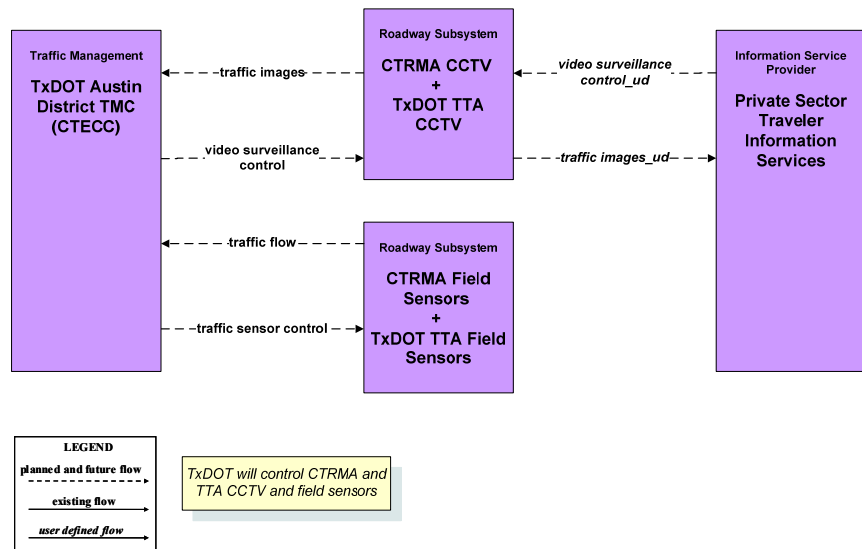 Traffic Management
TxDOT Austin
District TMC
(CTECC)
traffic images
video surveillance
control
traffic flow
traffic sensor control
Roadway Subsystem
CTRMA CCTV
+
TxDOT TTA
CCTV
Roadway Subsystem
CTRMA Field
Sensors
+
TxDOT TTA Field
Sensors
video surveillance
control_ud
traffic images_ud
Information Service
Provider
Private Sector
Traveler
Information
Services
LEGEND
planned and future flow
existing flow
user defined flow
TxDOT will control CTRMA and
TTA CCTV and field sensors